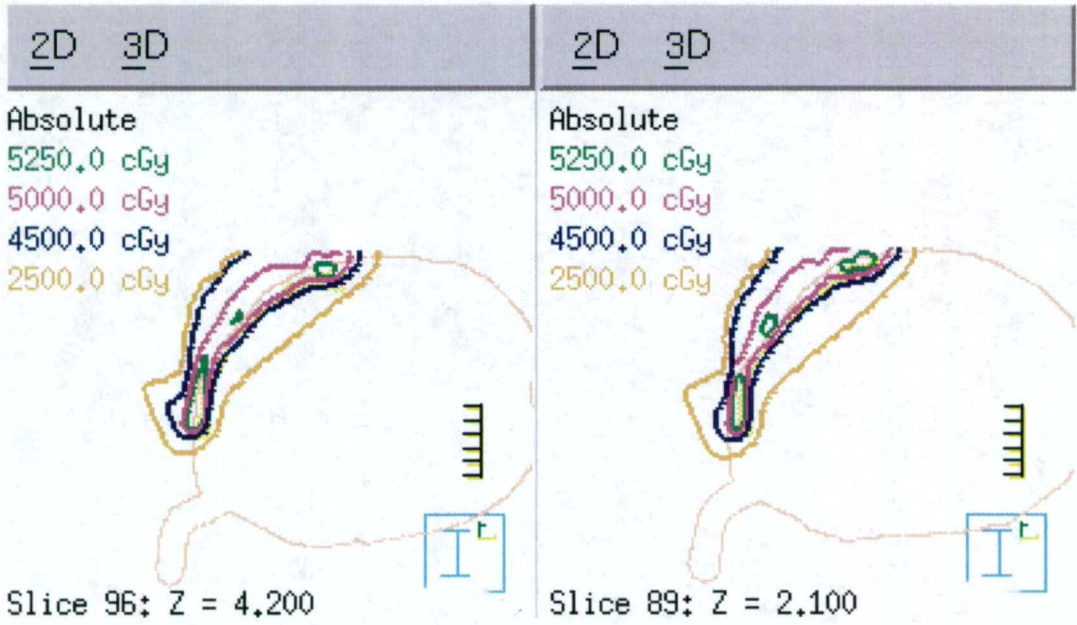 2D 3D
Absolute
5250.0 cGy
5000.0 cGy
4500.0 cGy
2500.0 cGy
Slice 96: Z = 4.200
2D 3D
Absolute
5250.0 cGy
5000.0 cGy
4500.0 cGy
2500.0 cGy
Slice 89: Z = 2.100